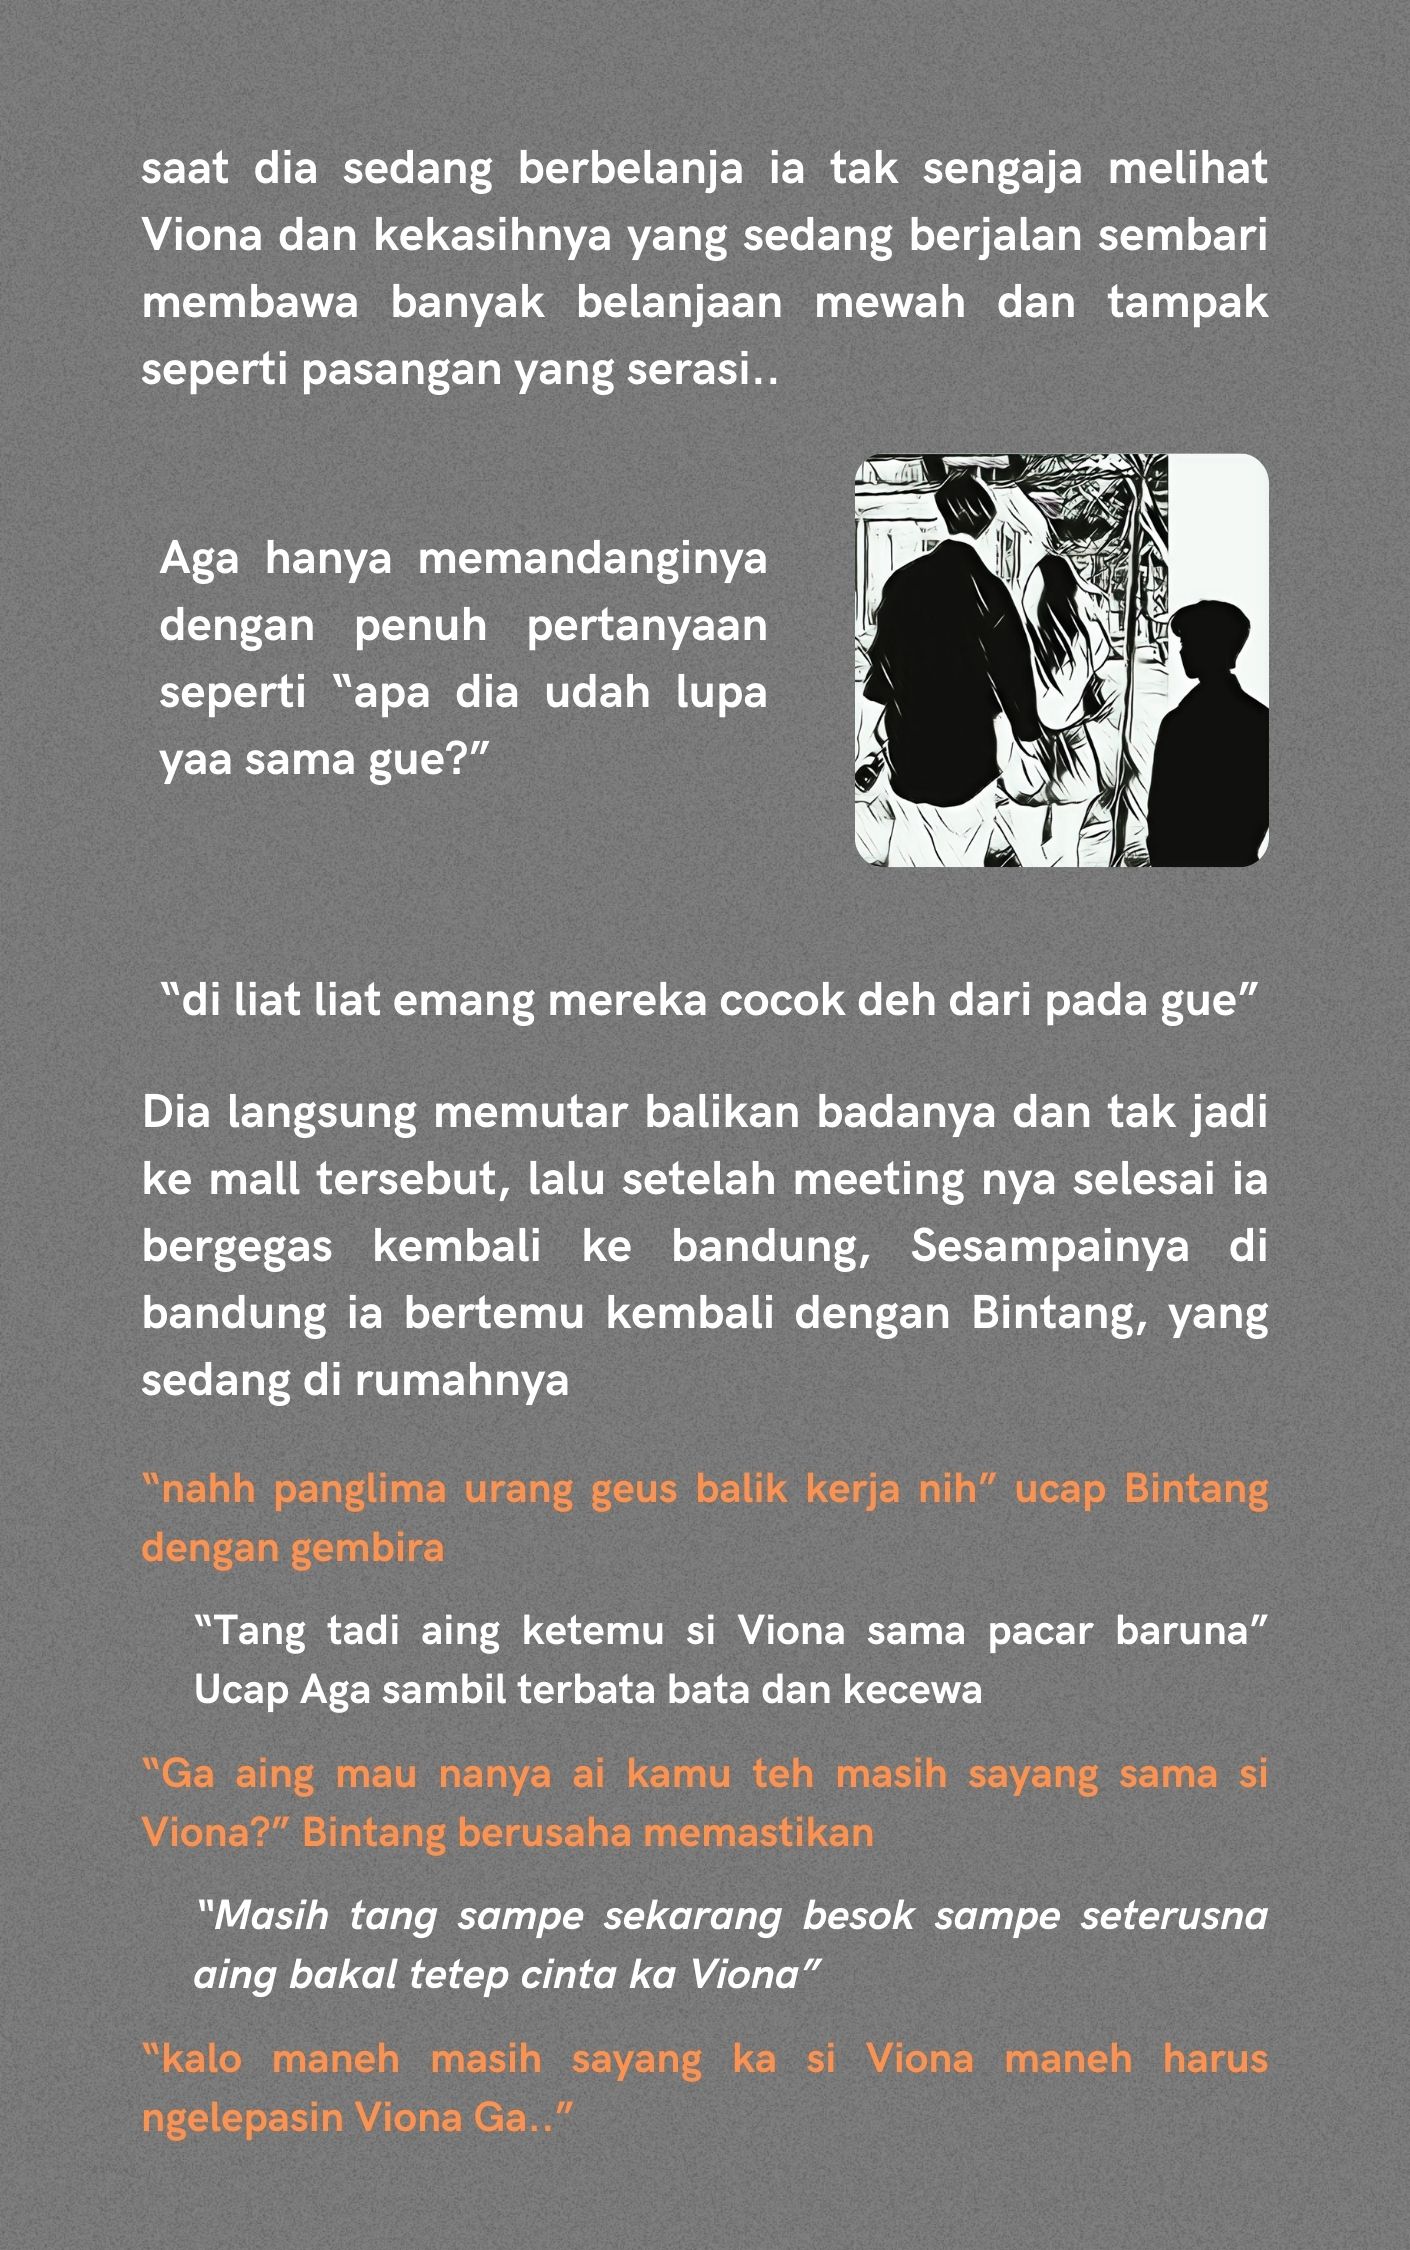 saat dia sedang berbelanja ia tak sengaja melihat
Viona dan kekasihnya yang sedang berjalan sembari
membawa banyak belanjaan mewah dan tampak
seperti pasangan yang serasi..
Aga hanya memandanginya
dengan penuh pertanyaan
seperti “apa dia udah lupa
yaa sama gue?”
“di liat liat emang mereka cocok deh dari pada gue”
Dia langsung memutar balikan badanya dan tak jadi
ke mall tersebut, lalu setelah meeting nya selesai ia
bergegas kembali ke bandung, Sesampainya di
bandung ia bertemu kembali dengan Bintang, yang
sedang di rumahnya
“nahh panglima urang geus balik kerja nih” ucap Bintang
dengan gembira
“Tang tadi aing ketemu si Viona sama pacar baruna”
Ucap Aga sambil terbata bata dan kecewa
“Ga aing mau nanya ai kamu teh masih sayang sama si
Viona?” Bintang berusaha memastikan
“Masih tang sampe sekarang besok sampe seterusna
aing bakal tetep cinta ka Viona”
“kalo maneh masih sayang ka si Viona maneh harus
ngelepasin Viona Ga..”